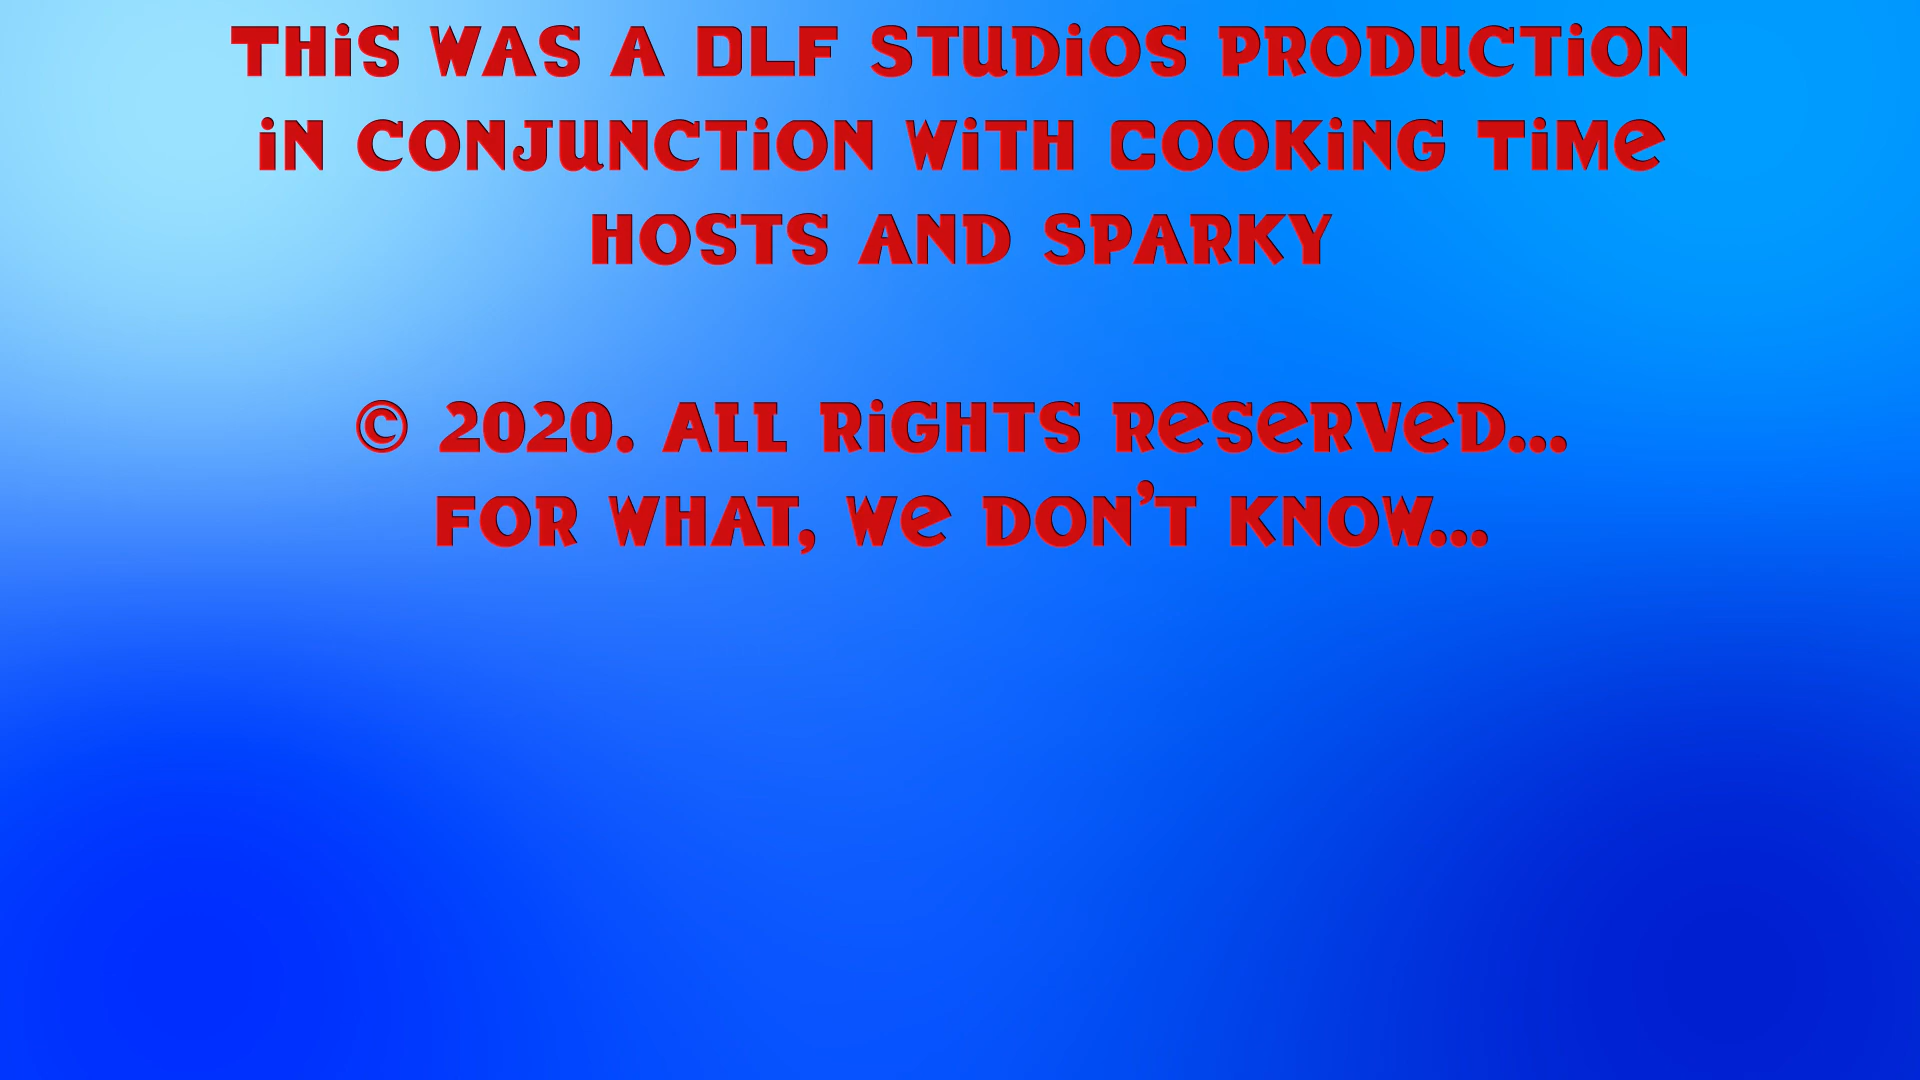 THiS WAS A DLF STUDiOS PRODUCTiON
iN CONJUNCTiON WiTH COOKiNG TiMe
HOSTS AND SPARKY
© 2020. ALL RiGHTS ReSeRVeD...
FOR WHAT, We DON'T KNOW...